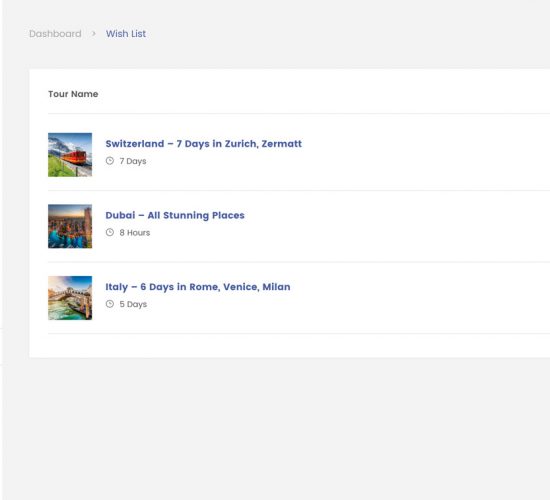 Dashboard > Wish List
Tour Name
Switzerland – 7 Days in Zurich, Zermatt
7 Days
Dubai – All Stunning Places
8 Hours
Italy – 6 Days in Rome, Venice, Milan
5 Days